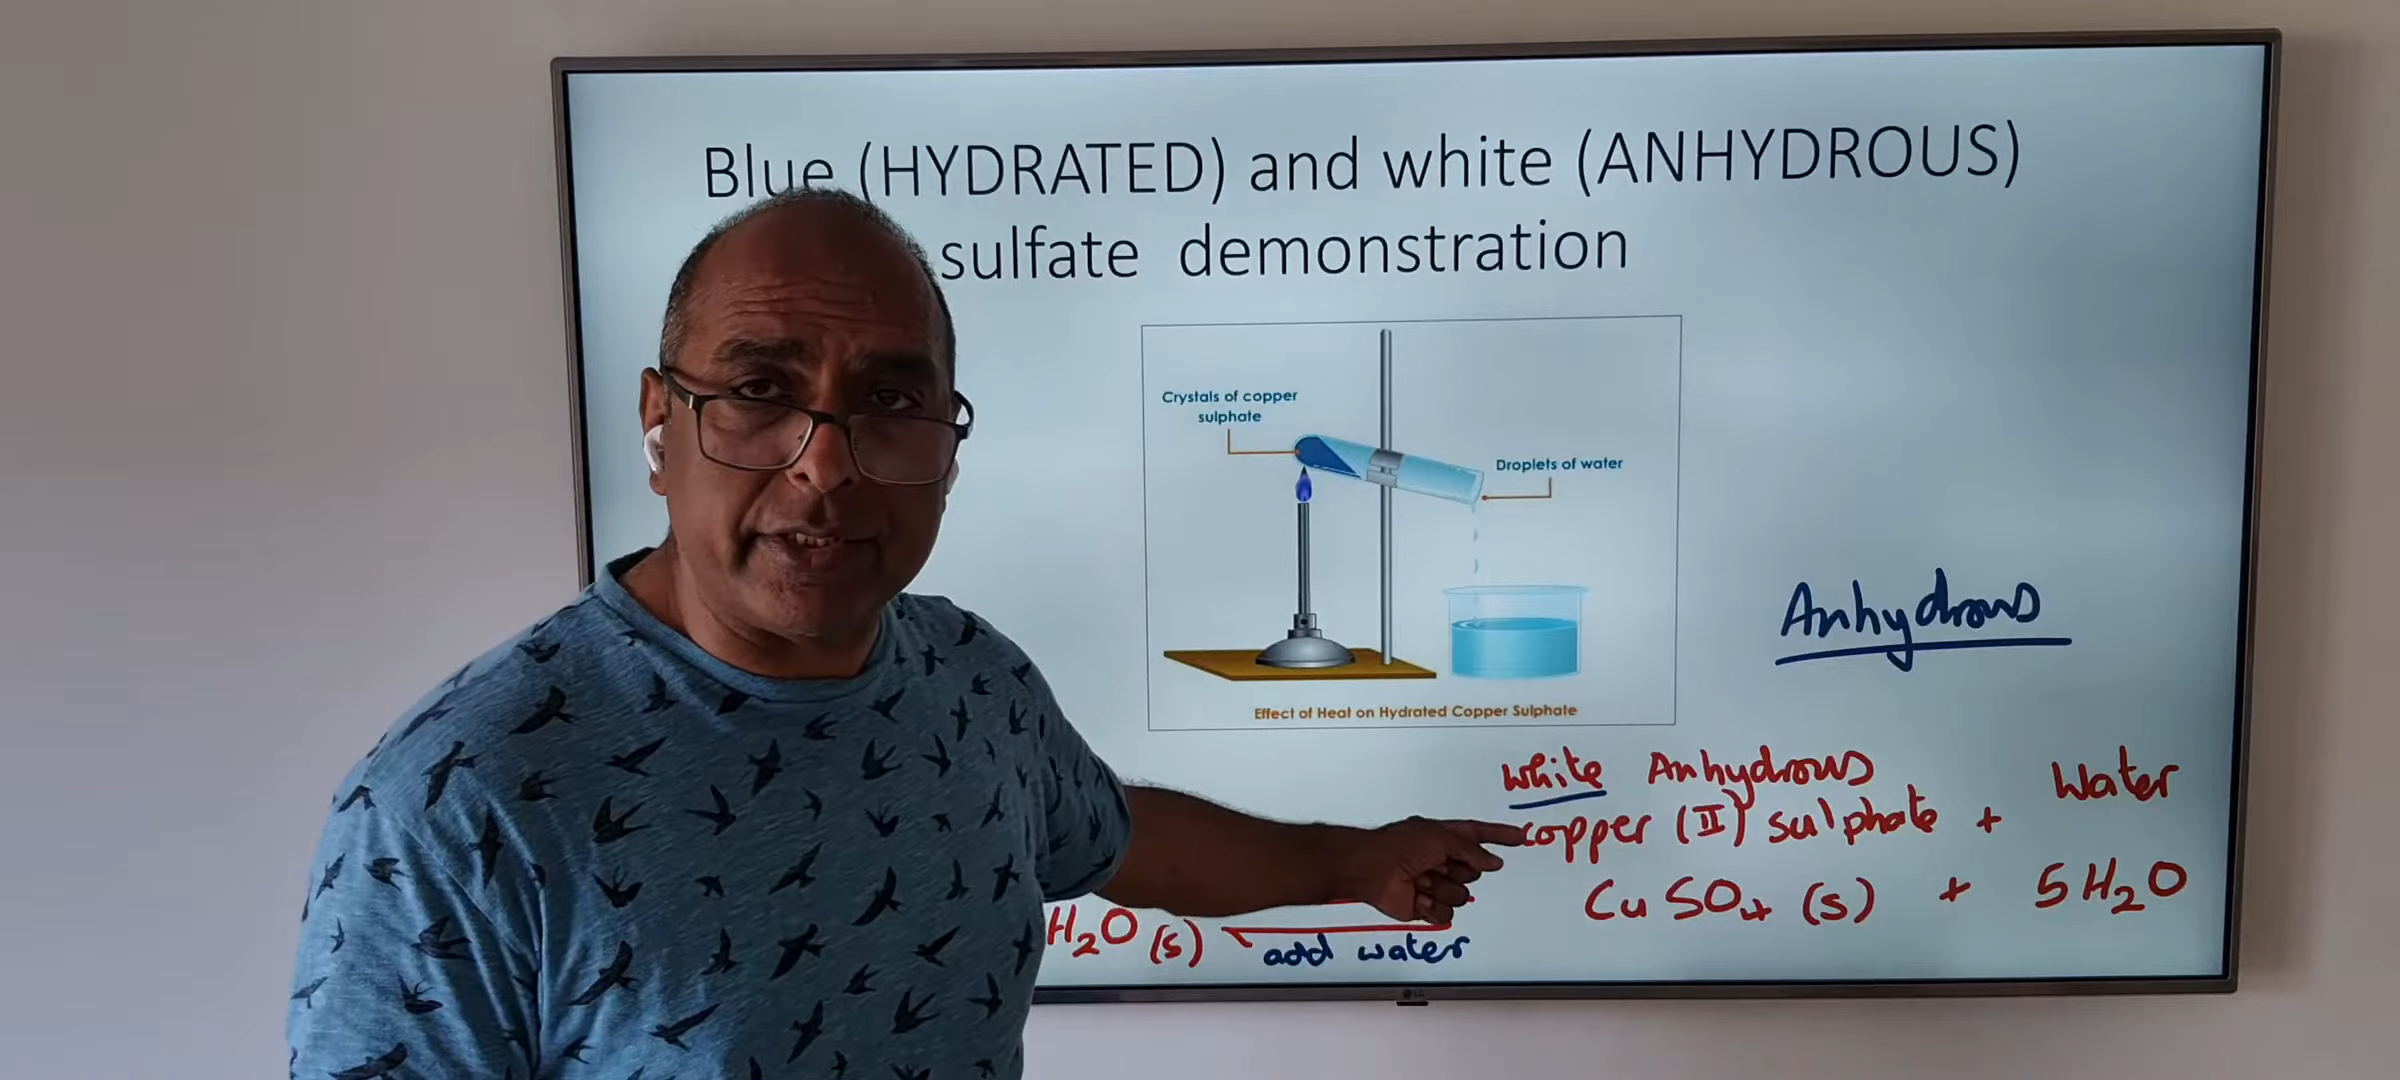 Blue (HYDRATED) and white (ANHYDROUS)
sulfate demonstration
Crystals of copper
sulphate
Droplets of water
Effect of Heat on Hydrated Copper Sulphate
Anhydrous
white Anhydrous
copper (II) sulphate + Water
H₂O (s) add water CuSO₄ (s) + 5H₂O
LG